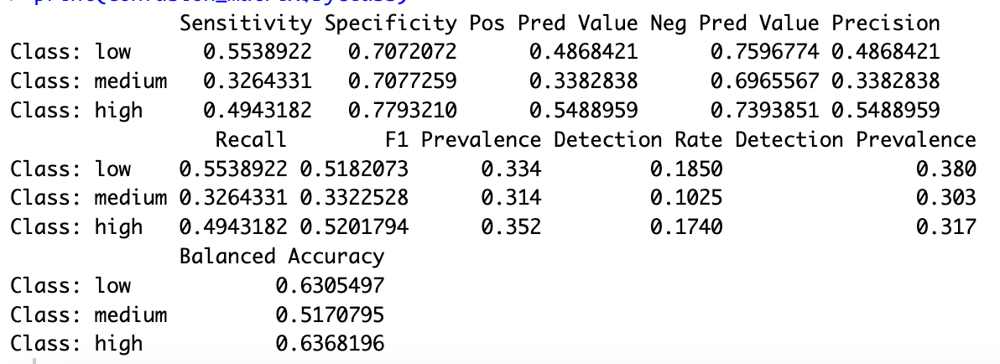 > print(confusion_matrix$byClass)
Sensitivity Specificity Pos Pred Value Neg Pred Value Precision
Class: low 0.5538922 0.7072072 0.4868421 0.7596774 0.4868421
Class: medium 0.3264331 0.7077259 0.3382838 0.6965567 0.3382838
Class: high 0.4943182 0.7793210 0.5488959 0.7393851 0.5488959
Recall F1 Prevalence Detection Rate Detection Prevalence
Class: low 0.5538922 0.5182073 0.334 0.1850 0.380
Class: medium 0.3264331 0.3322528 0.314 0.1025 0.303
Class: high 0.4943182 0.5201794 0.352 0.1740 0.317
Balanced Accuracy
Class: low 0.6305497
Class: medium 0.5170795
Class: high 0.6368196